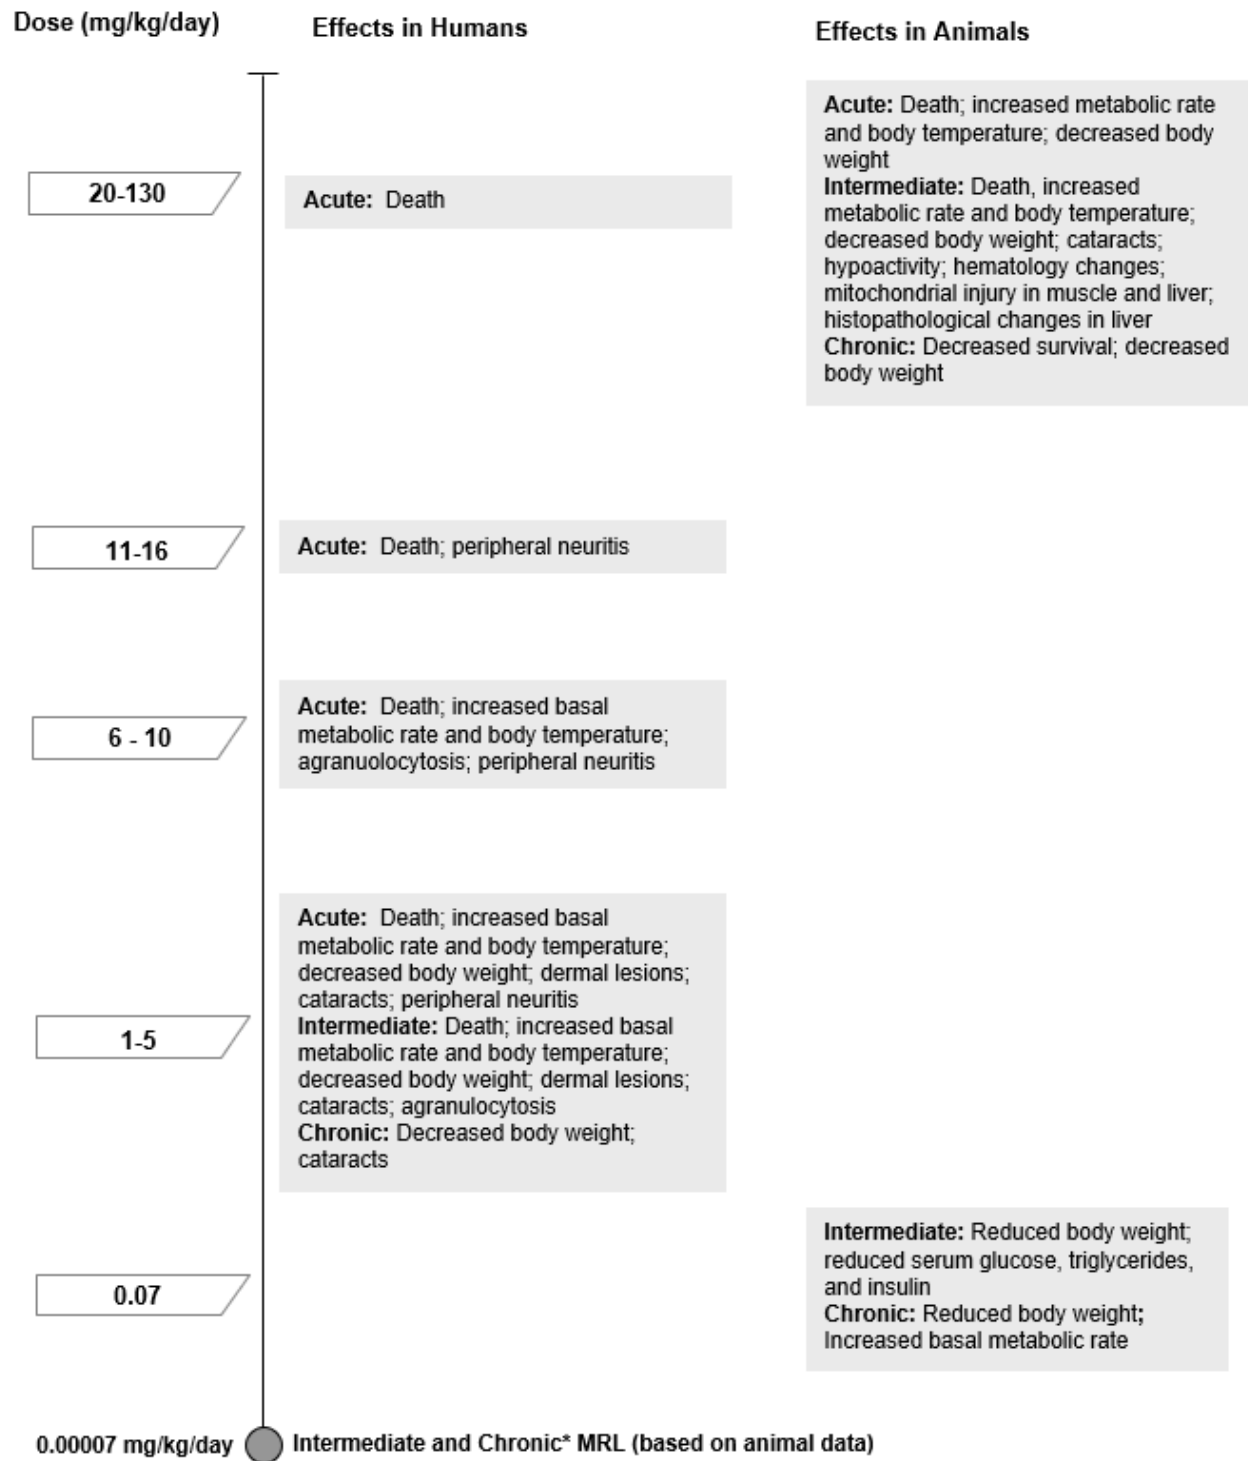 Dose (mg/kg/day)
Effects in Humans
Effects in Animals
20-130
Acute: Death
Acute: Death; increased metabolic rate
and body temperature; decreased body
weight
Intermediate: Death, increased
metabolic rate and body temperature;
decreased body weight; cataracts;
hypoactivity; hematology changes;
mitochondrial injury in muscle and liver;
histopathological changes in liver
Chronic: Decreased survival; decreased
body weight
11-16
Acute: Death; peripheral neuritis
6 - 10
Acute: Death; increased basal
metabolic rate and body temperature;
agranuolocytosis; peripheral neuritis
1-5
Acute: Death; increased basal
metabolic rate and body temperature;
decreased body weight; dermal lesions;
cataracts; peripheral neuritis
Intermediate: Death; increased basal
metabolic rate and body temperature;
decreased body weight; dermal lesions;
cataracts; agranulocytosis
Chronic: Decreased body weight;
cataracts
0.07
Intermediate: Reduced body weight;
reduced serum glucose, triglycerides,
and insulin
Chronic: Reduced body weight;
Increased basal metabolic rate
0.00007 mg/kg/day
Intermediate and Chronic* MRL (based on animal data)